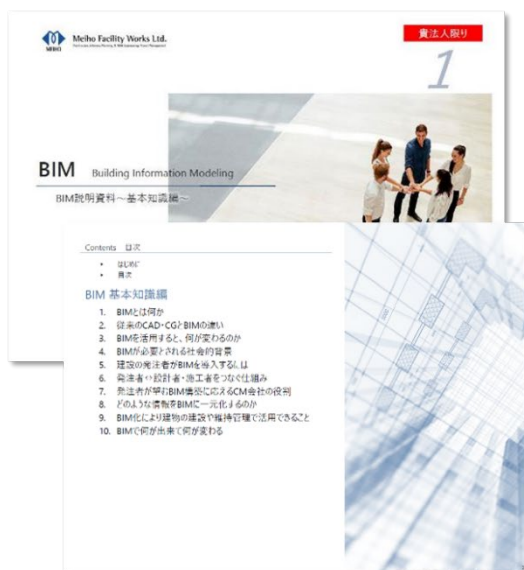 Meiho Facility Works Ltd.
MEIHO
貴法人限り
1
BIM Building Information Modeling
BIM説明資料~基本知識編~
Contents 目次
• はじめに
• 目次
BIM 基本知識編
1. BIMとは何か
2. 従来のCAD・CGとBIMの違い
3. BIMを活用すると、何が変わるのか
4. BIMが必要とされる社会的背景
5. 建設の発注者がBIMを導入するには
6. 発注者⇔設計者・施工者をつなぐ仕組み
7. 発注者が望むBIM構築に応えるCM会社の役割
8. どのような情報をBIMに一元化するのか
9. BIM化により建物の建設や維持管理で活用できること
10. BIMで何が出来て何が変わる